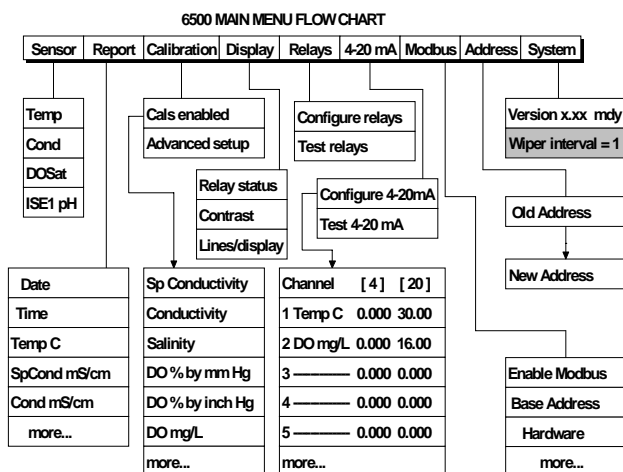 6500 MAIN MENU FLOW CHART
Sensor Report Calibration Display Relays 4-20 mA Modbus Address System
Temp
Cond
DOSat
ISE1 pH
Cals enabled
Advanced setup
Configure relays
Test relays
Version x.xx mdy
Wiper interval = 1
Relay status
Contrast
Lines/display
Configure 4-20mA
Test 4-20 mA
Old Address
New Address
Date
Time
Temp C
SpCond mS/cm
Cond mS/cm
more...
Sp Conductivity
Conductivity
Salinity
DO % by mm Hg
DO % by inch Hg
DO mg/L
more...
Channel [ 4 ] [ 20 ]
1 Temp C 0.000 30.00
2 DO mg/L 0.000 16.00
3 ------------- 0.000 0.000
4 ------------- 0.000 0.000
5 ------------- 0.000 0.000
more...
Enable Modbus
Base Address
Hardware
more...